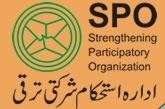 SPO
Strengthening
Participatory
Organization
ادارہ استحکام شرکتی ترقی